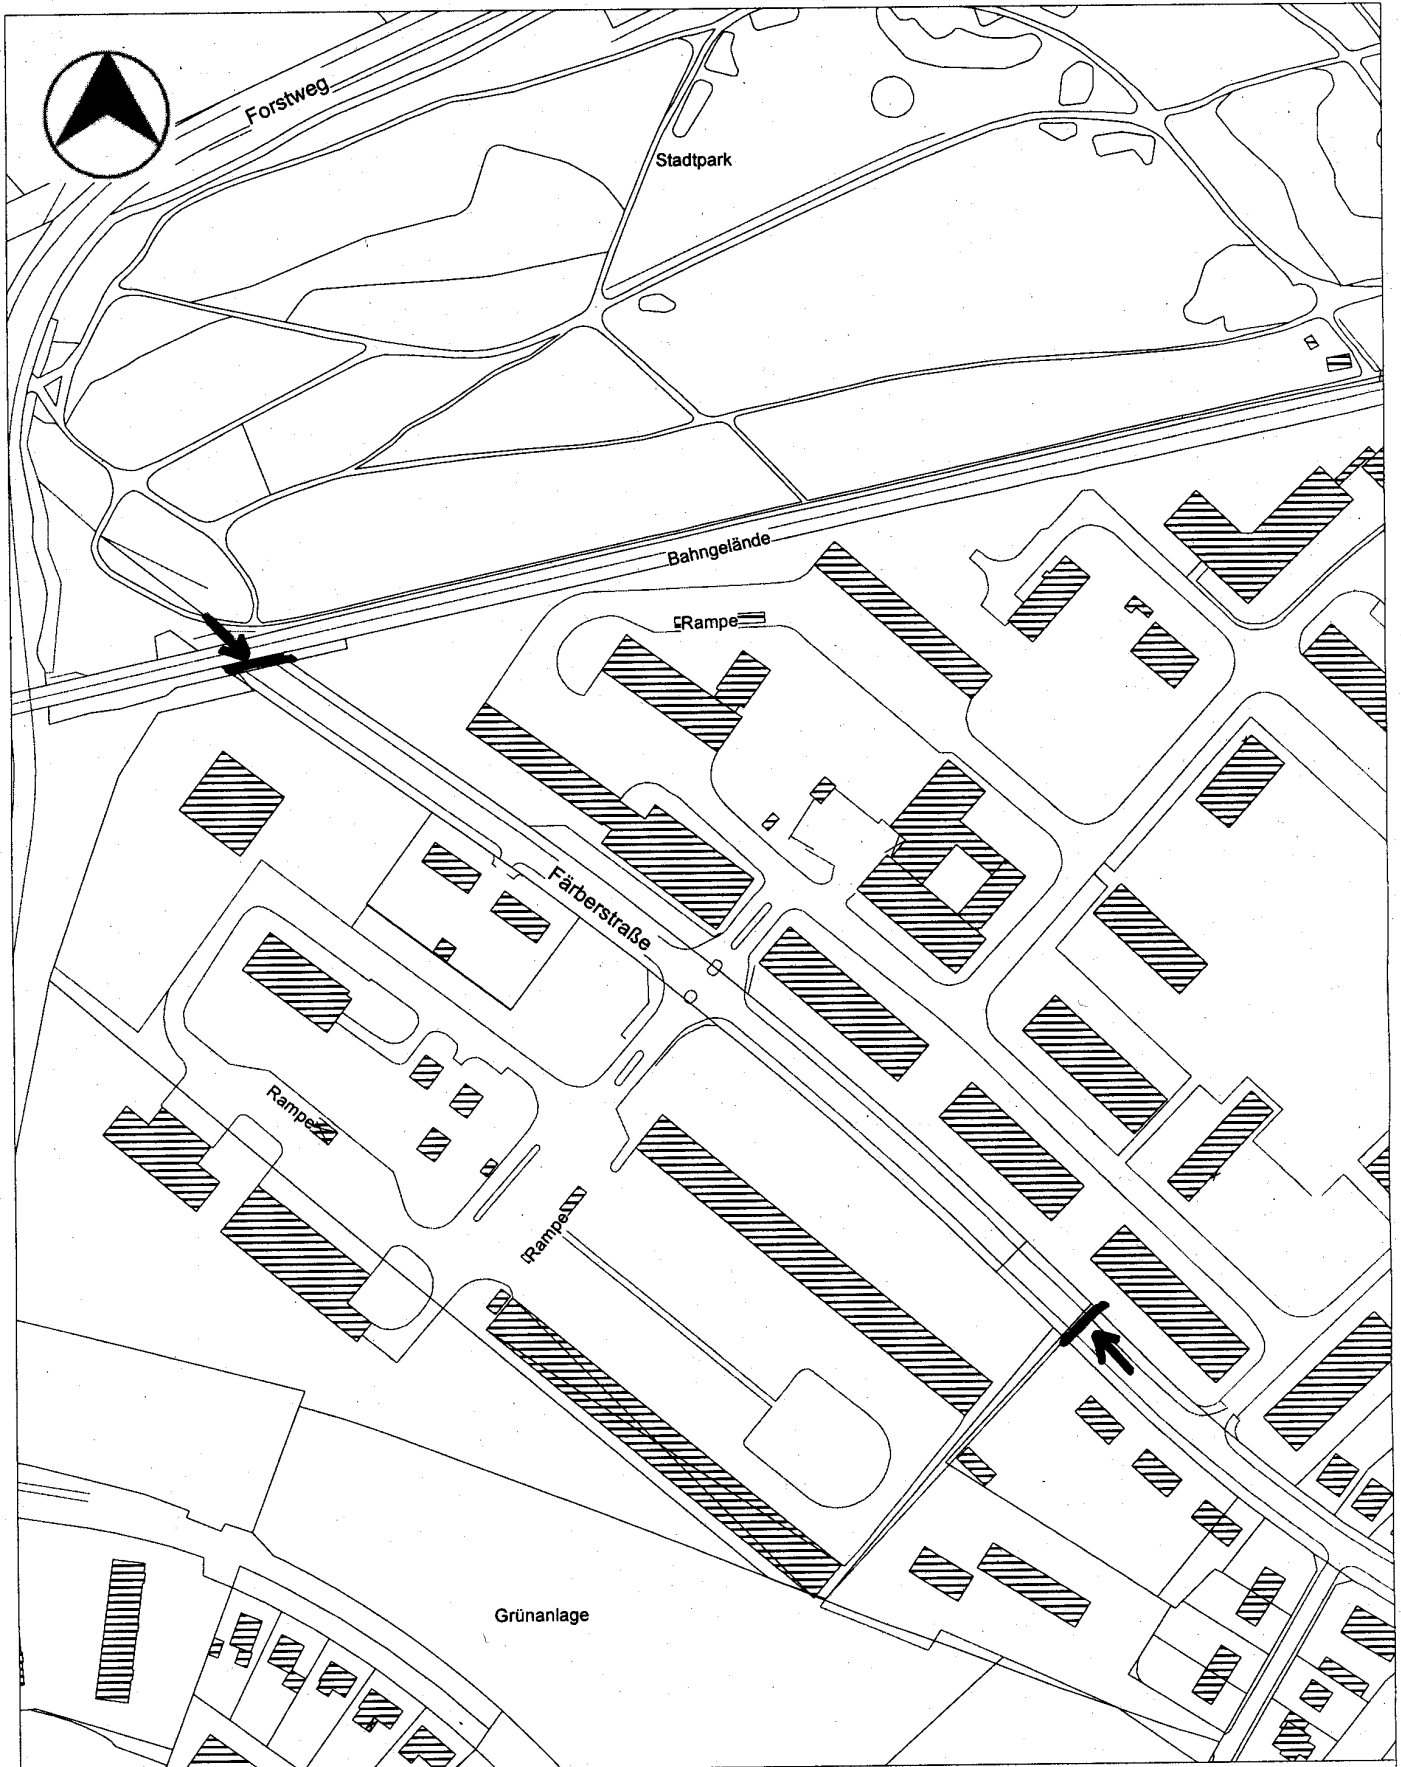 Forstweg
Stadtpark
Bahngelände
Rampe
Färberstraße
Rampe
Rampe
Grünanlage